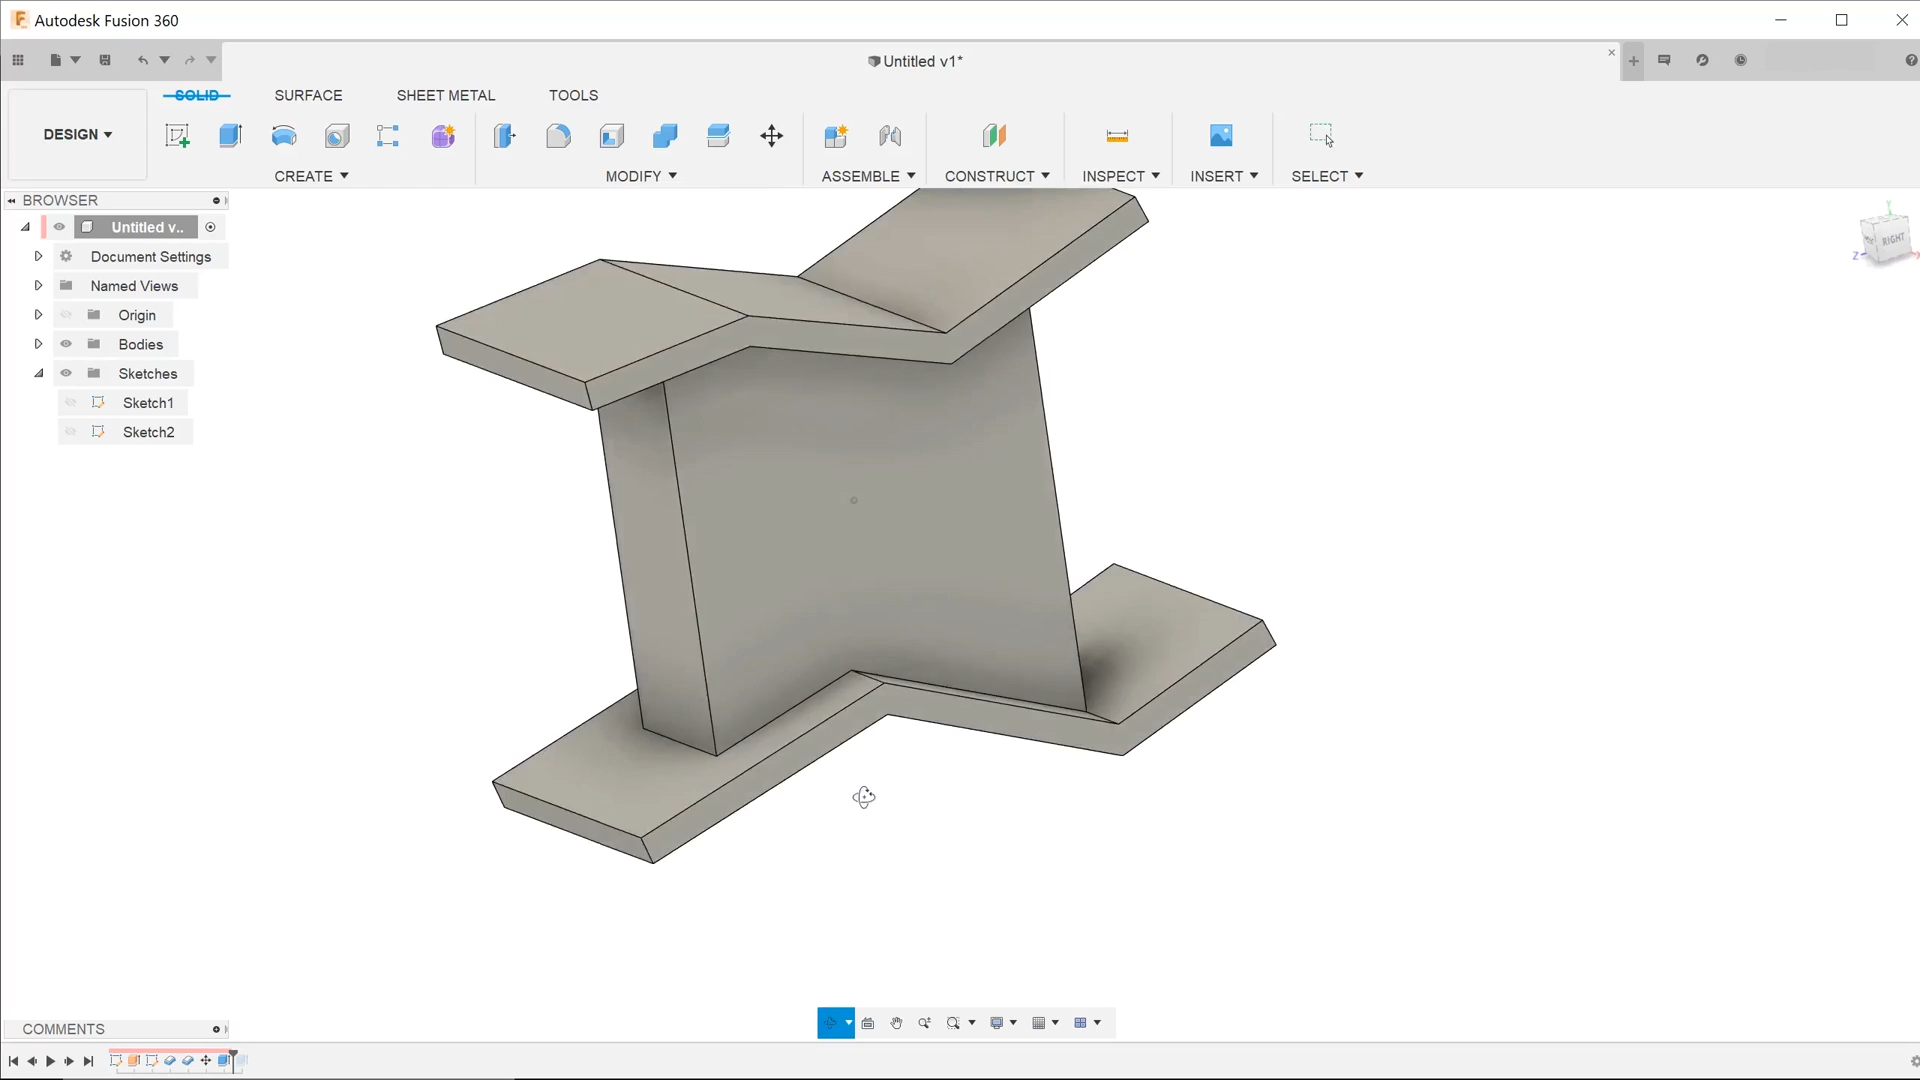 Autodesk Fusion 360
Untitled v1*
SOLID SURFACE SHEET METAL TOOLS
DESIGN
CREATE MODIFY ASSEMBLE CONSTRUCT INSPECT INSERT SELECT
BROWSER
Untitled v..
Document Settings
Named Views
Origin
Bodies
Sketches
Sketch1
Sketch2
Y
RIGHT
Z
COMMENTS